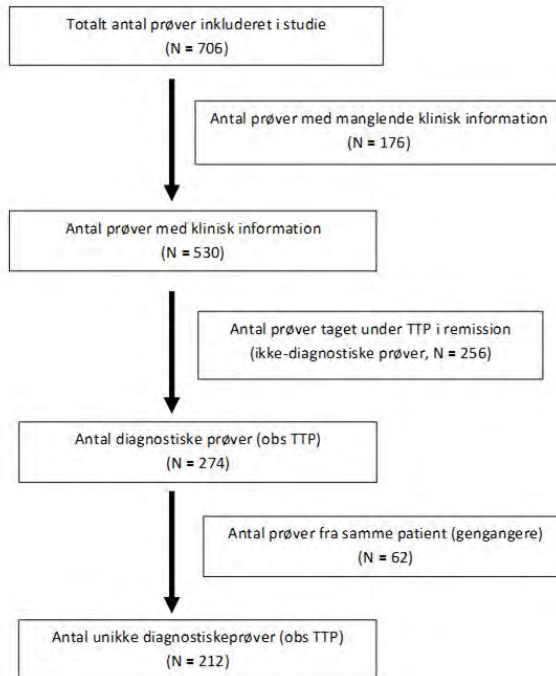 Totalt antal prøver inkluderet i studie
(N = 706)
Antal prøver med manglende klinisk information
(N = 176)
Antal prøver med klinisk information
(N = 530)
Antal prøver taget under TTP i remission
(ikke-diagnostiske prøver, N = 256)
Antal diagnostiske prøver (obs TTP)
(N = 274)
Antal prøver fra samme patient (gengangere)
(N = 62)
Antal unikke diagnostiskeprøver (obs TTP)
(N = 212)